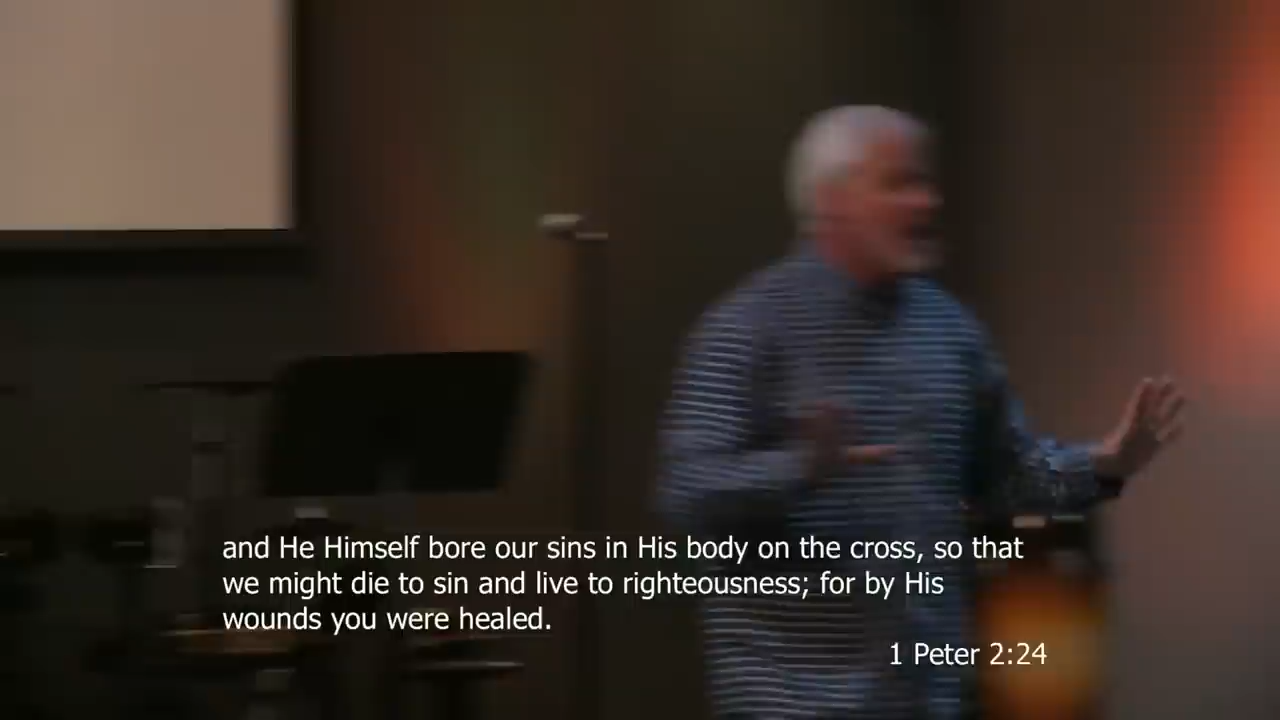 and He Himself bore our sins in His body on the cross, so that
we might die to sin and live to righteousness; for by His
wounds you were healed.
1 Peter 2:24